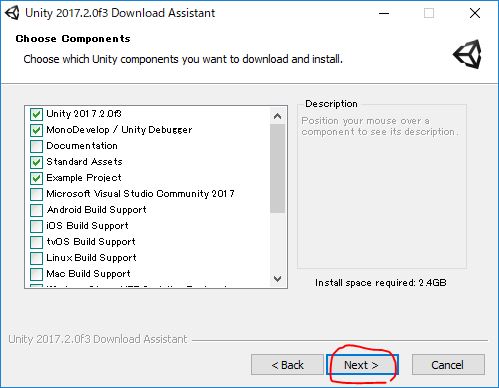 Unity 2017.2.0f3 Download Assistant
Choose Components
Choose which Unity components you want to download and install.
Unity 2017.2.0f3
MonoDevelop / Unity Debugger
Documentation
Standard Assets
Example Project
Microsoft Visual Studio Community 2017
Android Build Support
iOS Build Support
tvOS Build Support
Linux Build Support
Mac Build Support
Description
Position your mouse over a
component to see its description.
Install space required: 2.4GB
Unity 2017.2.0f3 Download Assistant
< Back
Next >
Cancel